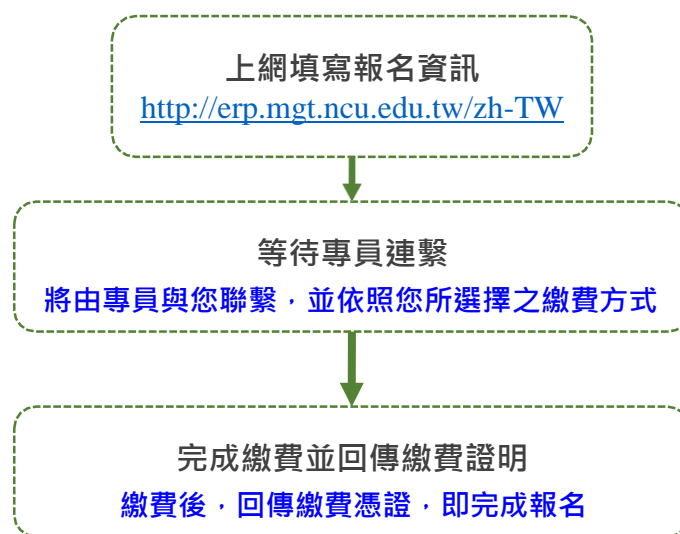 上網填寫報名資訊
http://erp.mgt.ncu.edu.tw/zh-TW
等待專員連繫
將由專員與您聯繫，並依照您所選擇之繳費方式
完成繳費並回傳繳費證明
繳費後，回傳繳費憑證，即完成報名